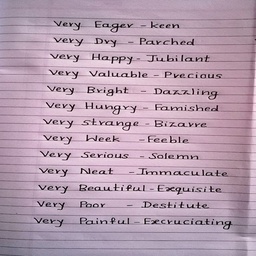 Very Eager - keen
very Dry - Parched
Very Happy - Jubilant
Very Valuable - Precious
Very Bright - Dazzling
Very Hungry - Famished
Very strange - Bizarre
Very Week - Feeble
Very Serious - Solemn
Very Neat - Immaculate
Very Beautiful - Exquisite
Very Poor - Destitute
Very Painful - Excruciating